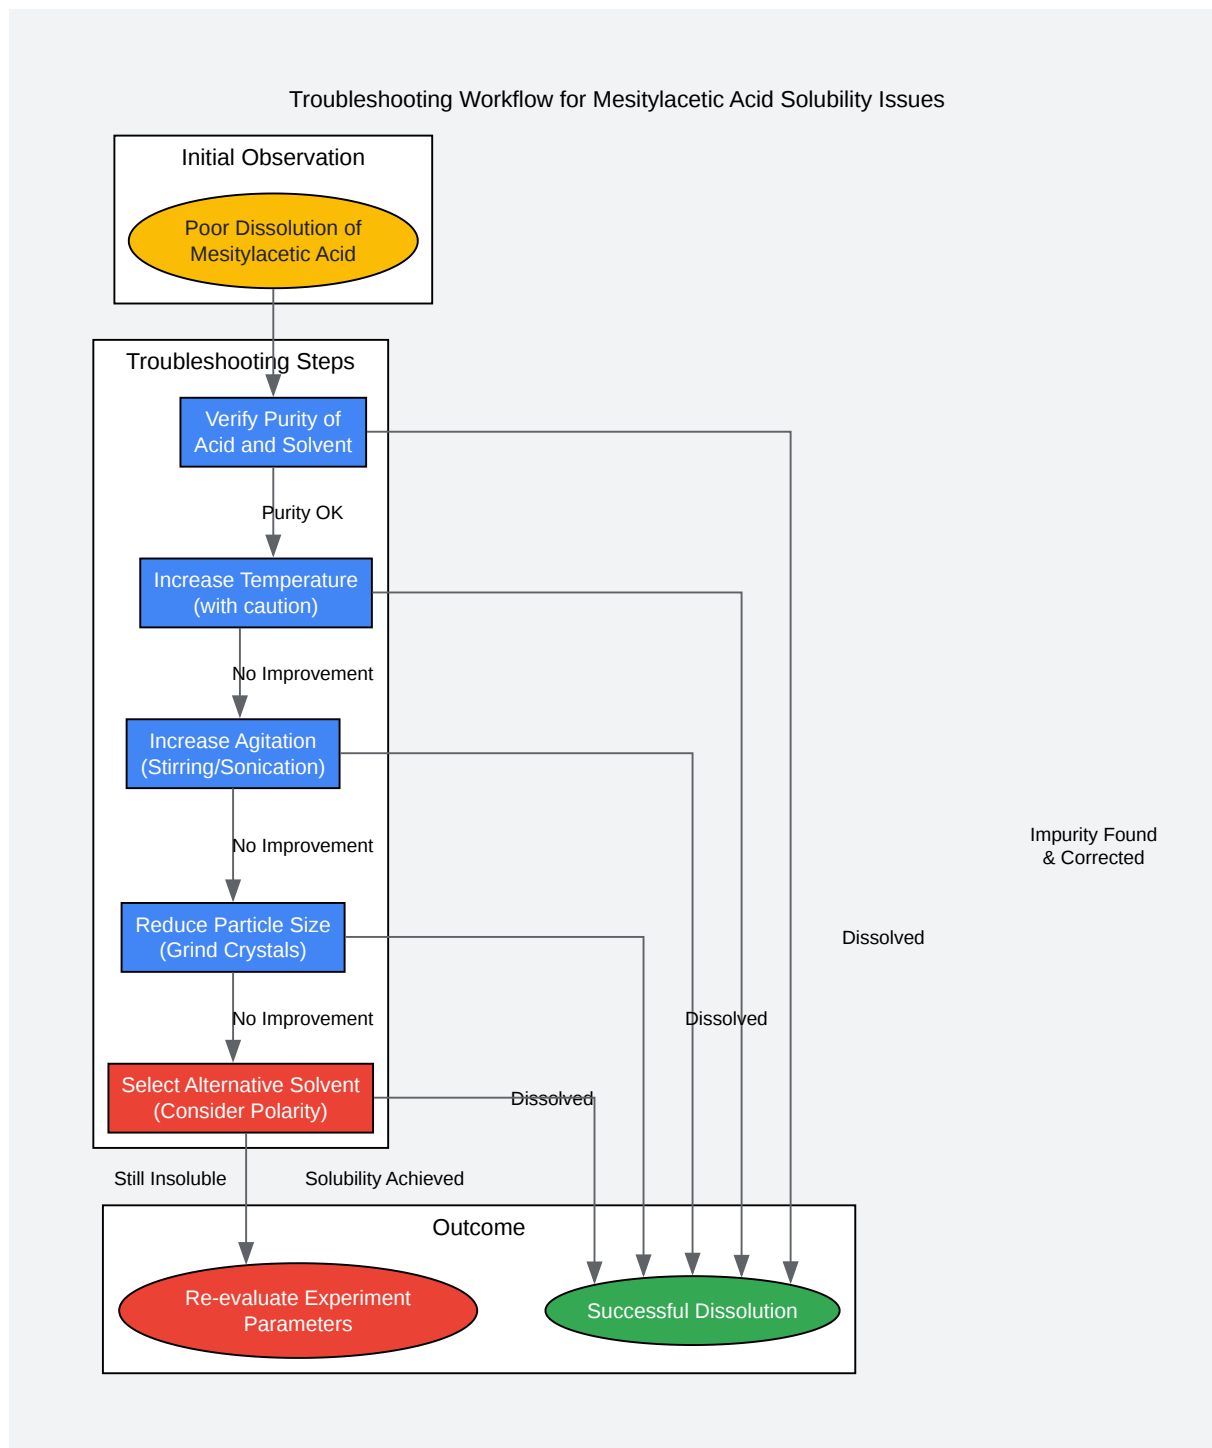 Troubleshooting Workflow for Mesitylacetic Acid Solubility Issues
Initial Observation
Poor Dissolution of
Mesitylacetic Acid
Troubleshooting Steps
Verify Purity of
Acid and Solvent
Purity OK
Increase Temperature
(with caution)
No Improvement
Increase Agitation
(Stirring/Sonication)
No Improvement
Impurity Found
& Corrected
Reduce Particle Size
(Grind Crystals)
Dissolved
No Improvement
Dissolved
Select Alternative Solvent
(Consider Polarity)
Dissolved
Still Insoluble
Solubility Achieved
Outcome
Re-evaluate Experiment
Parameters
Successful Dissolution